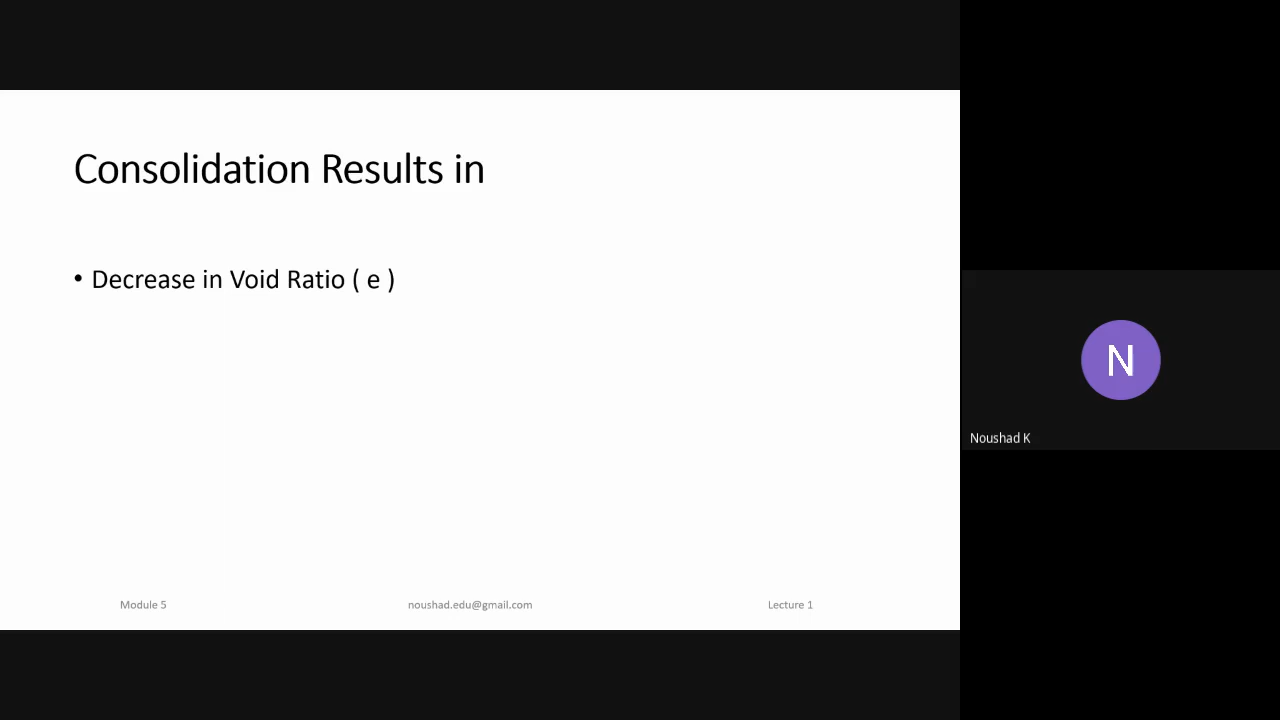 Consolidation Results in
• Decrease in Void Ratio ( e )
N
Noushad K
Module 5
noushad.edu@gmail.com
Lecture 1